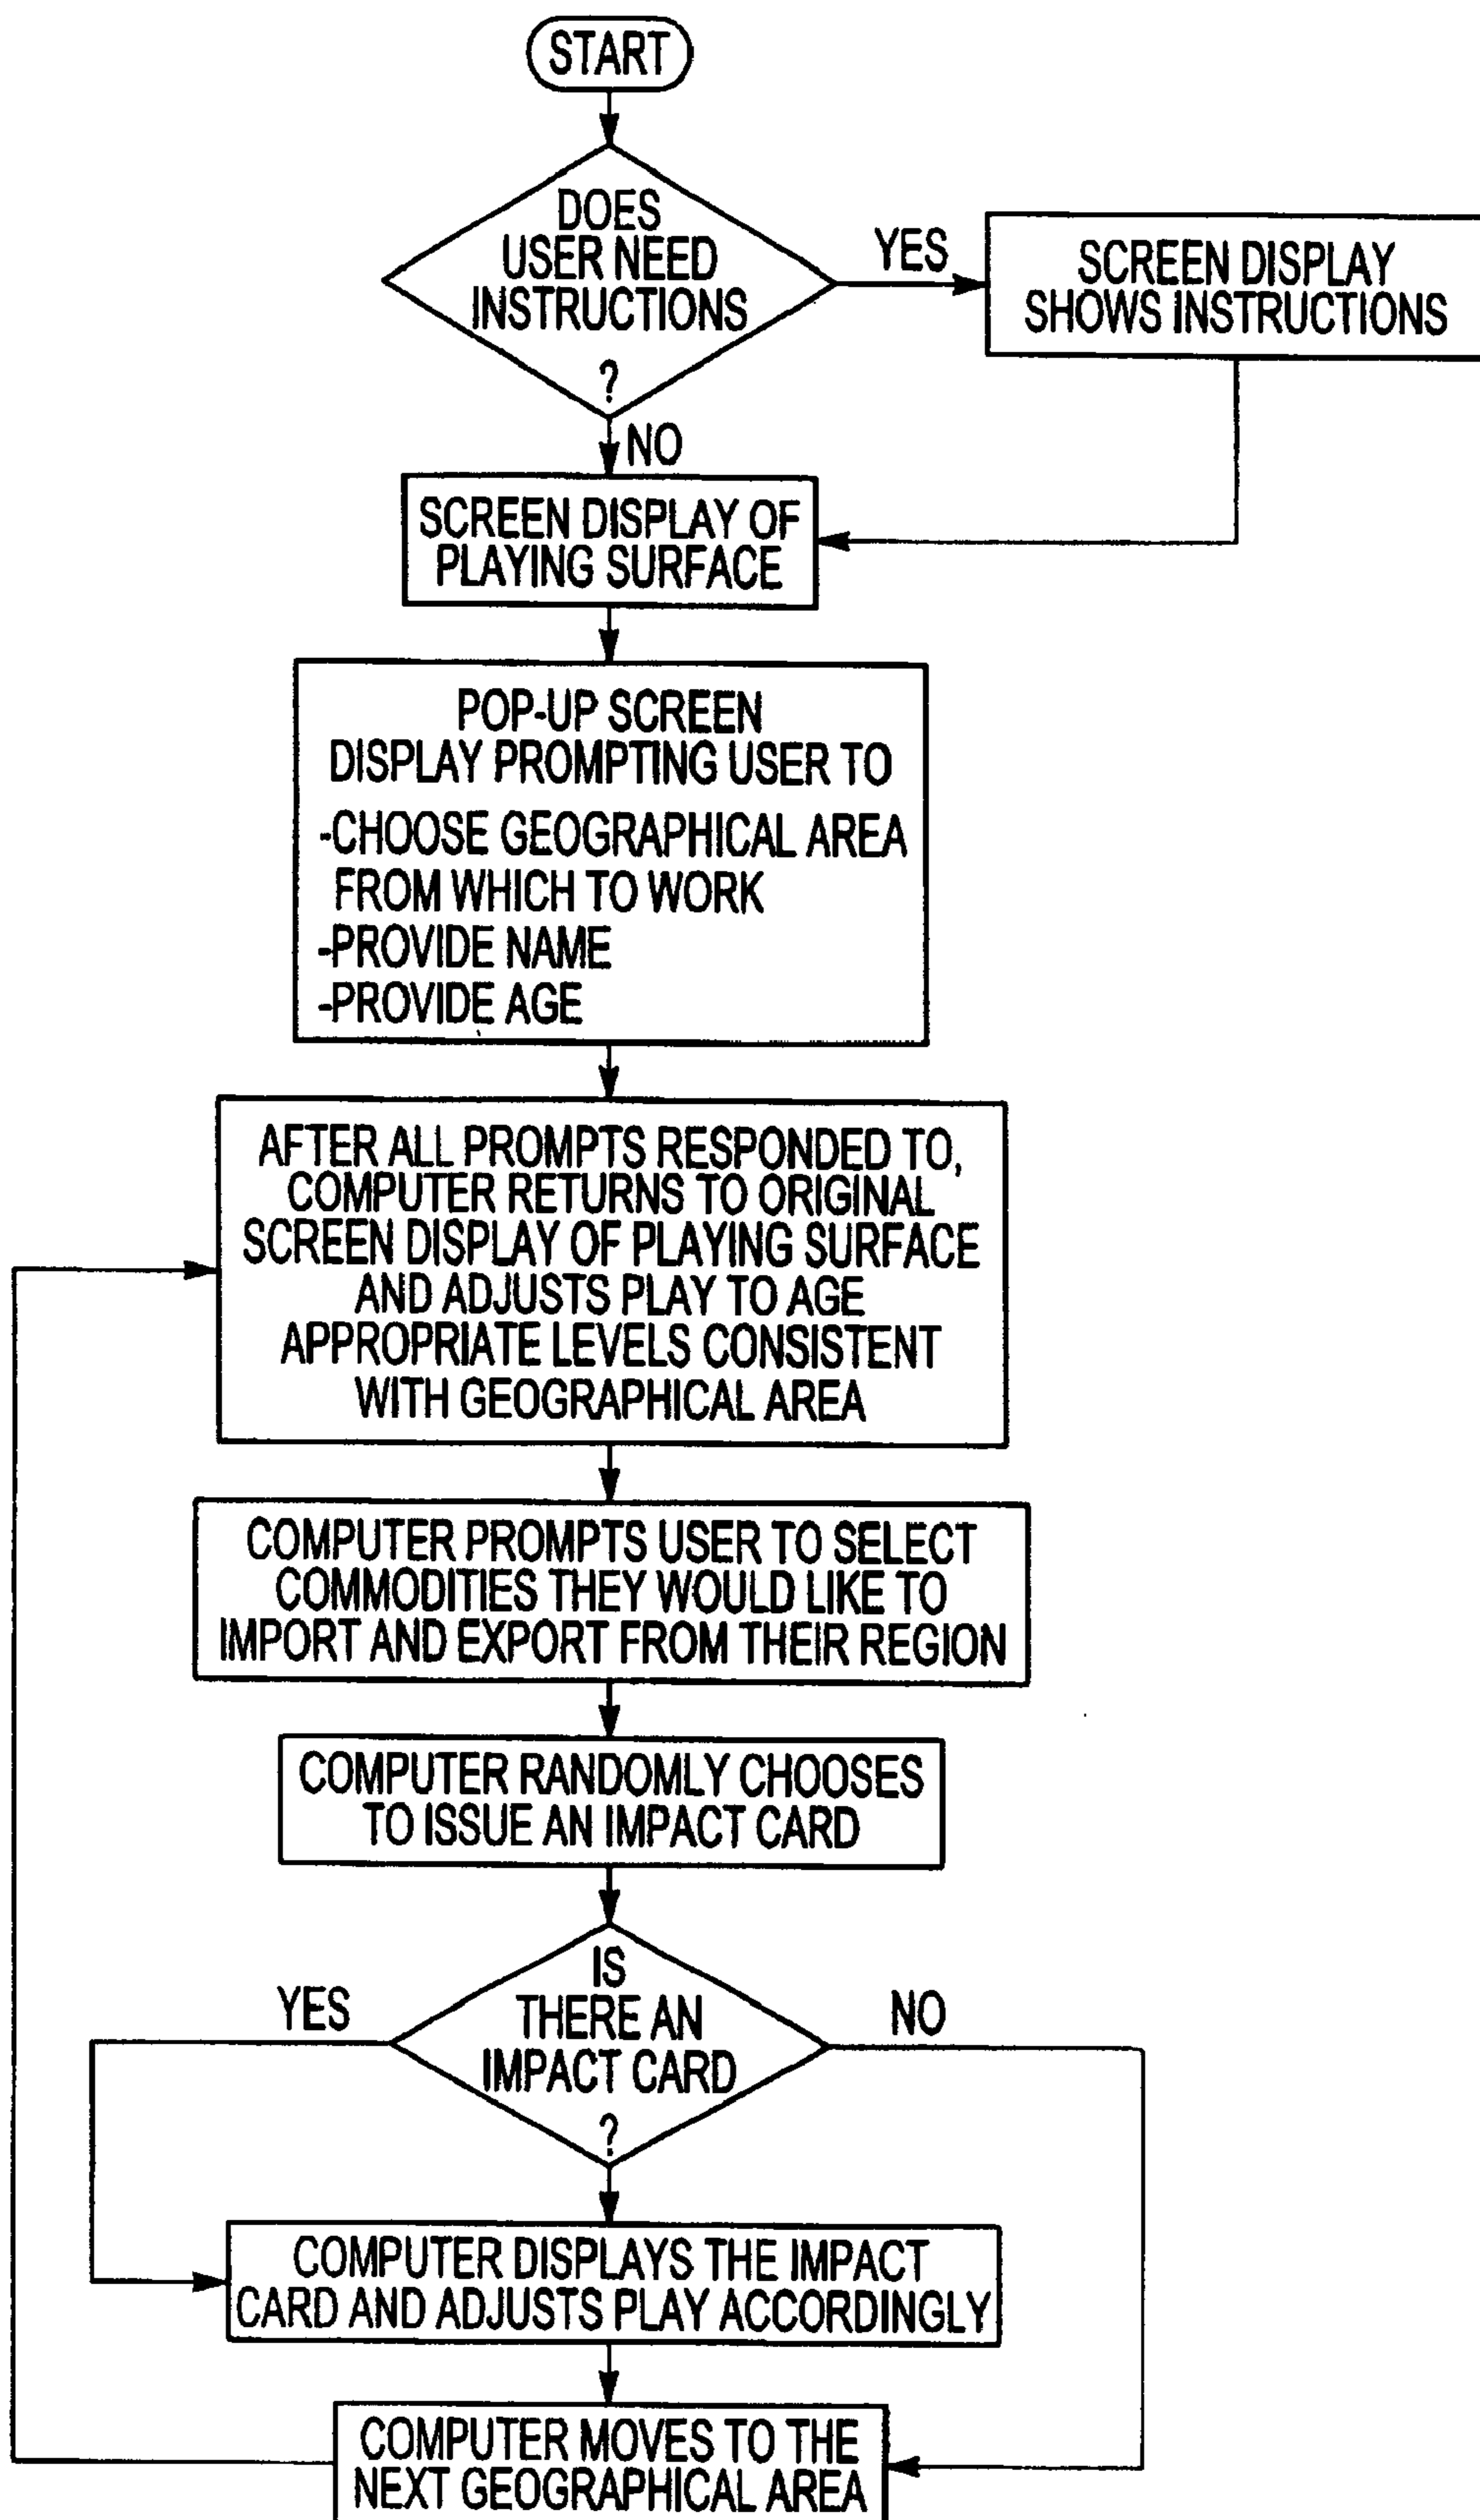 START
DOES
USER NEED
INSTRUCTIONS
?
YES
SCREEN DISPLAY
SHOWS INSTRUCTIONS
NO
SCREEN DISPLAY OF
PLAYING SURFACE
POP-UP SCREEN
DISPLAY PROMPTING USER TO
-CHOOSE GEOGRAPHICAL AREA
FROM WHICH TO WORK
-PROVIDE NAME
-PROVIDE AGE
AFTER ALL PROMPTS RESPONDED TO,
COMPUTER RETURNS TO ORIGINAL
SCREEN DISPLAY OF PLAYING SURFACE
AND ADJUSTS PLAY TO AGE
APPROPRIATE LEVELS CONSISTENT
WITH GEOGRAPHICAL AREA
COMPUTER PROMPTS USER TO SELECT
COMMODITIES THEY WOULD LIKE TO
IMPORT AND EXPORT FROM THEIR REGION
COMPUTER RANDOMLY CHOOSES
TO ISSUE AN IMPACT CARD
IS
THERE AN
IMPACT CARD
?
YES
NO
COMPUTER DISPLAYS THE IMPACT
CARD AND ADJUSTS PLAY ACCORDINGLY
COMPUTER MOVES TO THE
NEXT GEOGRAPHICAL AREA